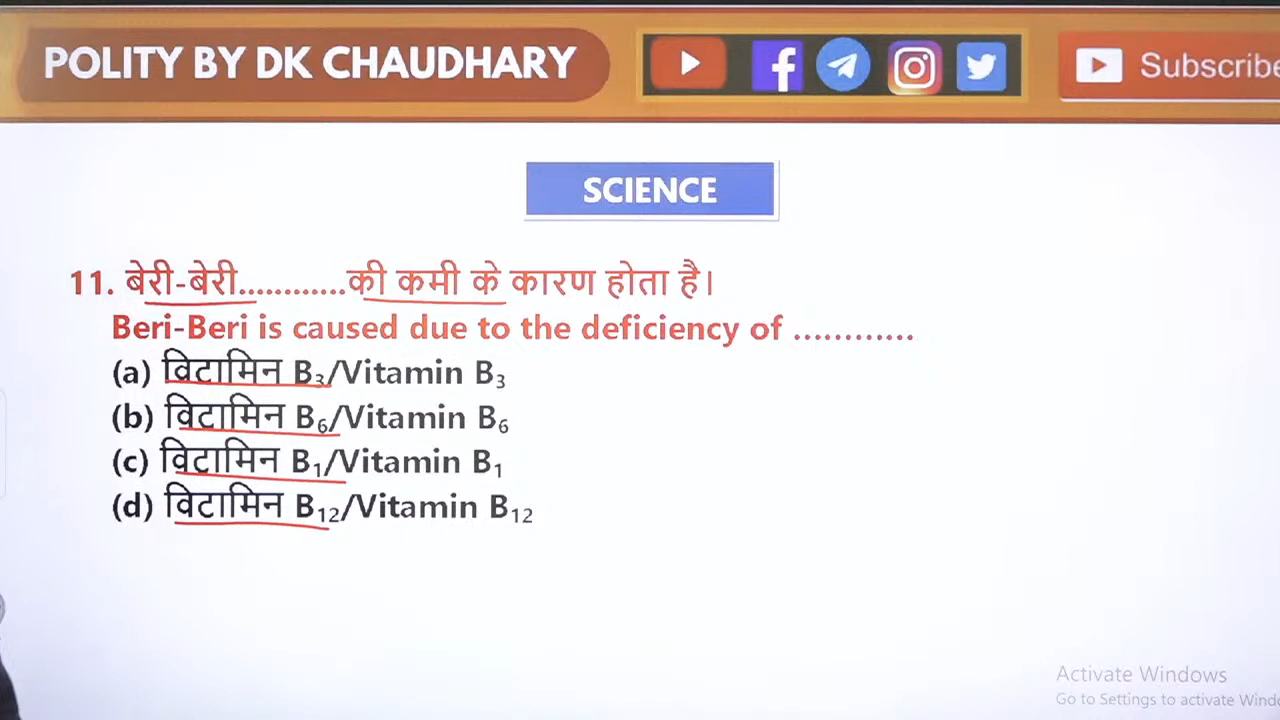 POLITY BY DK CHAUDHARY
Subscribe
SCIENCE
11. बेरी-बेरी............की कमी के कारण होता है।
Beri-Beri is caused due to the deficiency of ............
(a) विटामिन B₃/Vitamin B₃
(b) विटामिन B₆/Vitamin B₆
(c) विटामिन B₁/Vitamin B₁
(d) विटामिन B₁₂/Vitamin B₁₂
Activate Windows
Go to Settings to activate Windo